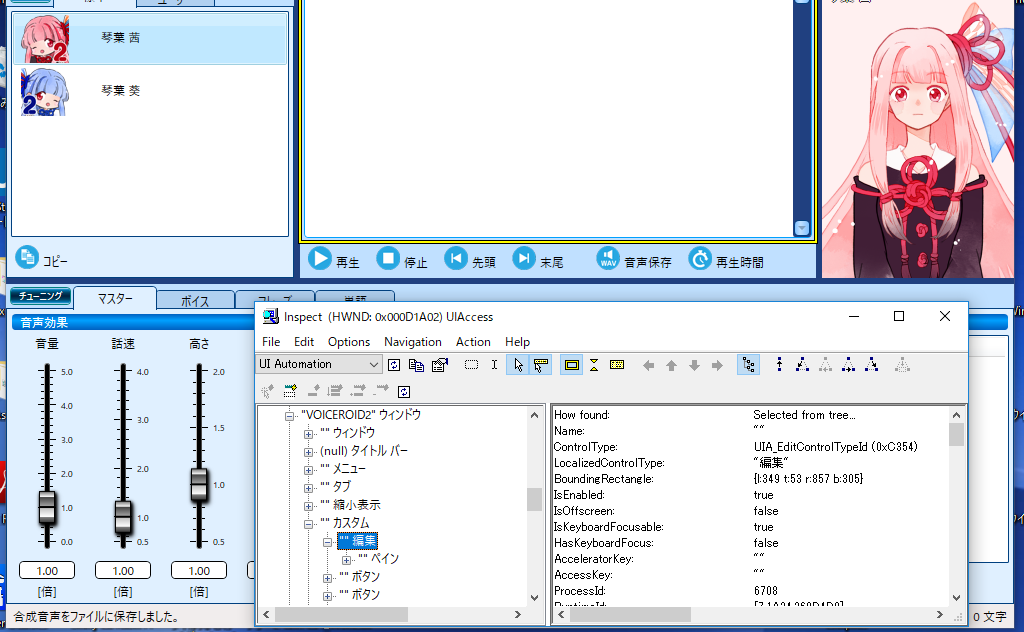 琴葉 茜
琴葉 葵
コピー
再生
停止
先頭
末尾
WAV
音声保存
再生時間
チューニング
マスター
ボイス
フレーズ
単語
音声効果
音量
話速
高さ
5.0
4.0
3.0
2.0
1.0
0.0
4.0
3.0
2.0
1.0
0.5
2.0
1.5
1.0
0.5
1.00
1.00
1.00
[倍]
[倍]
[倍]
合成音声をファイルに保存しました。
0 文字
Inspect (HWND: 0x000D1A02) UIAccess
File Edit Options Navigation Action Help
UI Automation
"VOICEROID2" ウィンドウ
"" ウィンドウ
(null) タイトル バー
"" メニュー
"" タブ
"" 縮小表示
"" カスタム
"" 編集
"" ペイン
"" ボタン
"" ボタン
How found: Selected from tree...
Name: ""
ControlType: UIA_EditControlTypeId (0xC354)
LocalizedControlType: "編集"
BoundingRectangle: {l:349 t:53 r:857 b:305}
IsEnabled: true
IsOffscreen: false
IsKeyboardFocusable: true
HasKeyboardFocus: false
AcceleratorKey: ""
AccessKey: ""
ProcessId: 6708